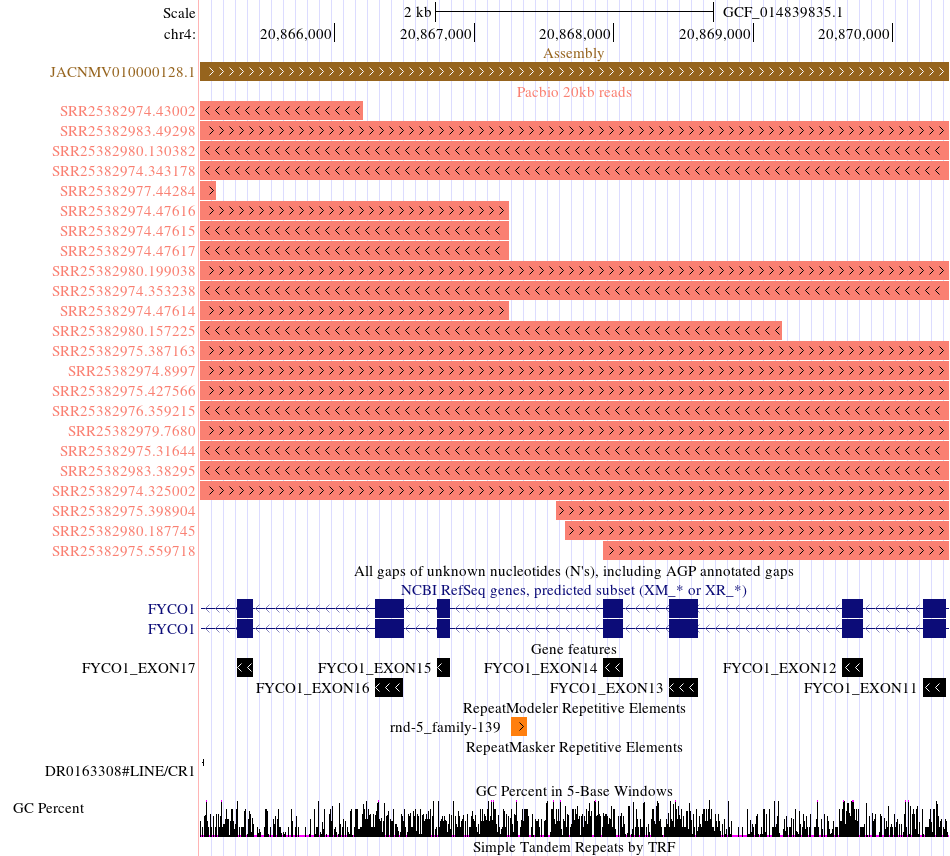 Scale 2 kb GCF_014839835.1
chr4: 20,866,000 20,867,000 20,868,000 20,869,000 20,870,000
Assembly
JACNMV010000128.1
Pacbio 20kb reads
SRR25382974.43002
SRR25382983.49298
SRR25382980.130382
SRR25382974.343178
SRR25382977.44284
SRR25382974.47616
SRR25382974.47615
SRR25382974.47617
SRR25382980.199038
SRR25382974.353238
SRR25382974.47614
SRR25382980.157225
SRR25382975.387163
SRR25382974.8997
SRR25382975.427566
SRR25382976.359215
SRR25382979.7680
SRR25382975.31644
SRR25382983.38295
SRR25382974.325002
SRR25382975.398904
SRR25382980.187745
SRR25382975.559718
All gaps of unknown nucleotides (N's), including AGP annotated gaps
NCBI RefSeq genes, predicted subset (XM_* or XR_*)
FYCO1
FYCO1
Gene features
FYCO1_EXON17 FYCO1_EXON15 FYCO1_EXON14 FYCO1_EXON12
FYCO1_EXON16 FYCO1_EXON13 FYCO1_EXON11
RepeatModeler Repetitive Elements
rnd-5_family-139
RepeatMasker Repetitive Elements
DR0163308#LINE/CR1
GC Percent in 5-Base Windows
GC Percent
Simple Tandem Repeats by TRF